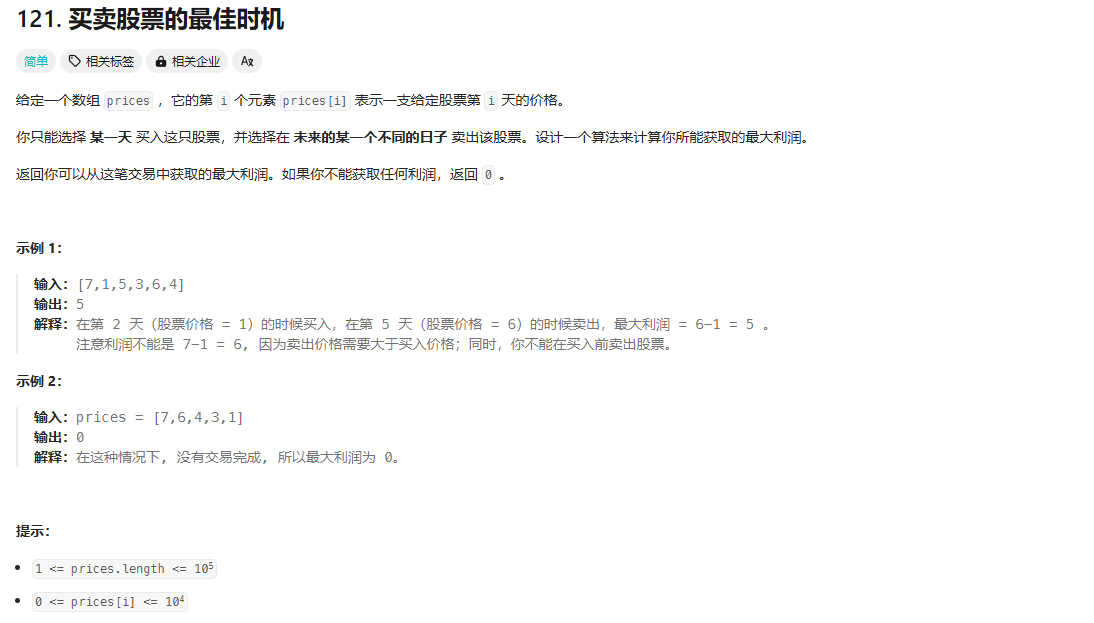 121. 买卖股票的最佳时机
简单 相关标签 相关企业 Aあ
给定一个数组 prices ，它的第 i 个元素 prices[i] 表示一支给定股票第 i 天的价格。
你只能选择 某一天 买入这只股票，并选择在 未来的某一个不同的日子 卖出该股票。设计一个算法来计算你所能获取的最大利润。
返回你可以从这笔交易中获取的最大利润。如果你不能获取任何利润，返回 0 。
示例 1：
输入：[7,1,5,3,6,4]
输出：5
解释：在第 2 天（股票价格 = 1）的时候买入，在第 5 天（股票价格 = 6）的时候卖出，最大利润 = 6-1 = 5 。
注意利润不能是 7-1 = 6, 因为卖出价格需要大于买入价格；同时，你不能在买入前卖出股票。
示例 2：
输入：prices = [7,6,4,3,1]
输出：0
解释：在这种情况下, 没有交易完成, 所以最大利润为 0。
提示：
1 <= prices.length <= 10⁵
0 <= prices[i] <= 10⁴